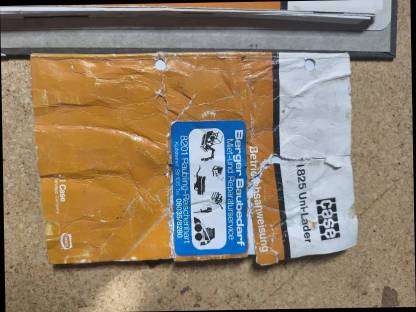 case
1825 Uni-Lader
Betriebsanweisung
Berger Baubedarf
Miet-und Reparaturservice
8201 Raubling-Reischenhart
Case